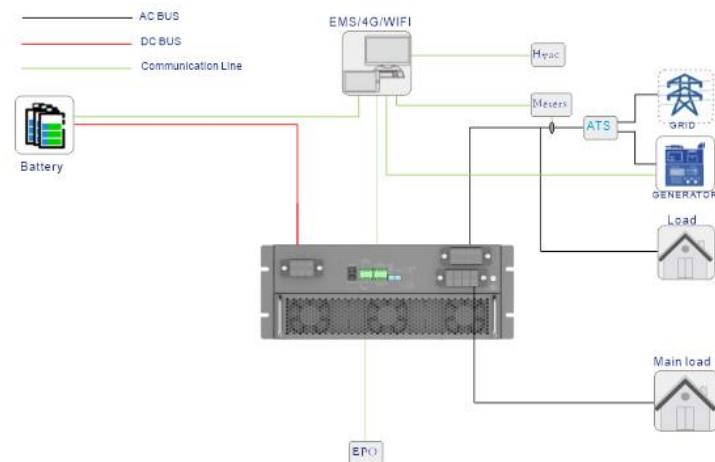 AC BUS
DC BUS
Communication Line
EMS/4G/WIFI
Hvac
Meters
ATS
GRID
Battery
GENERATOR
Load
Main load
EPO